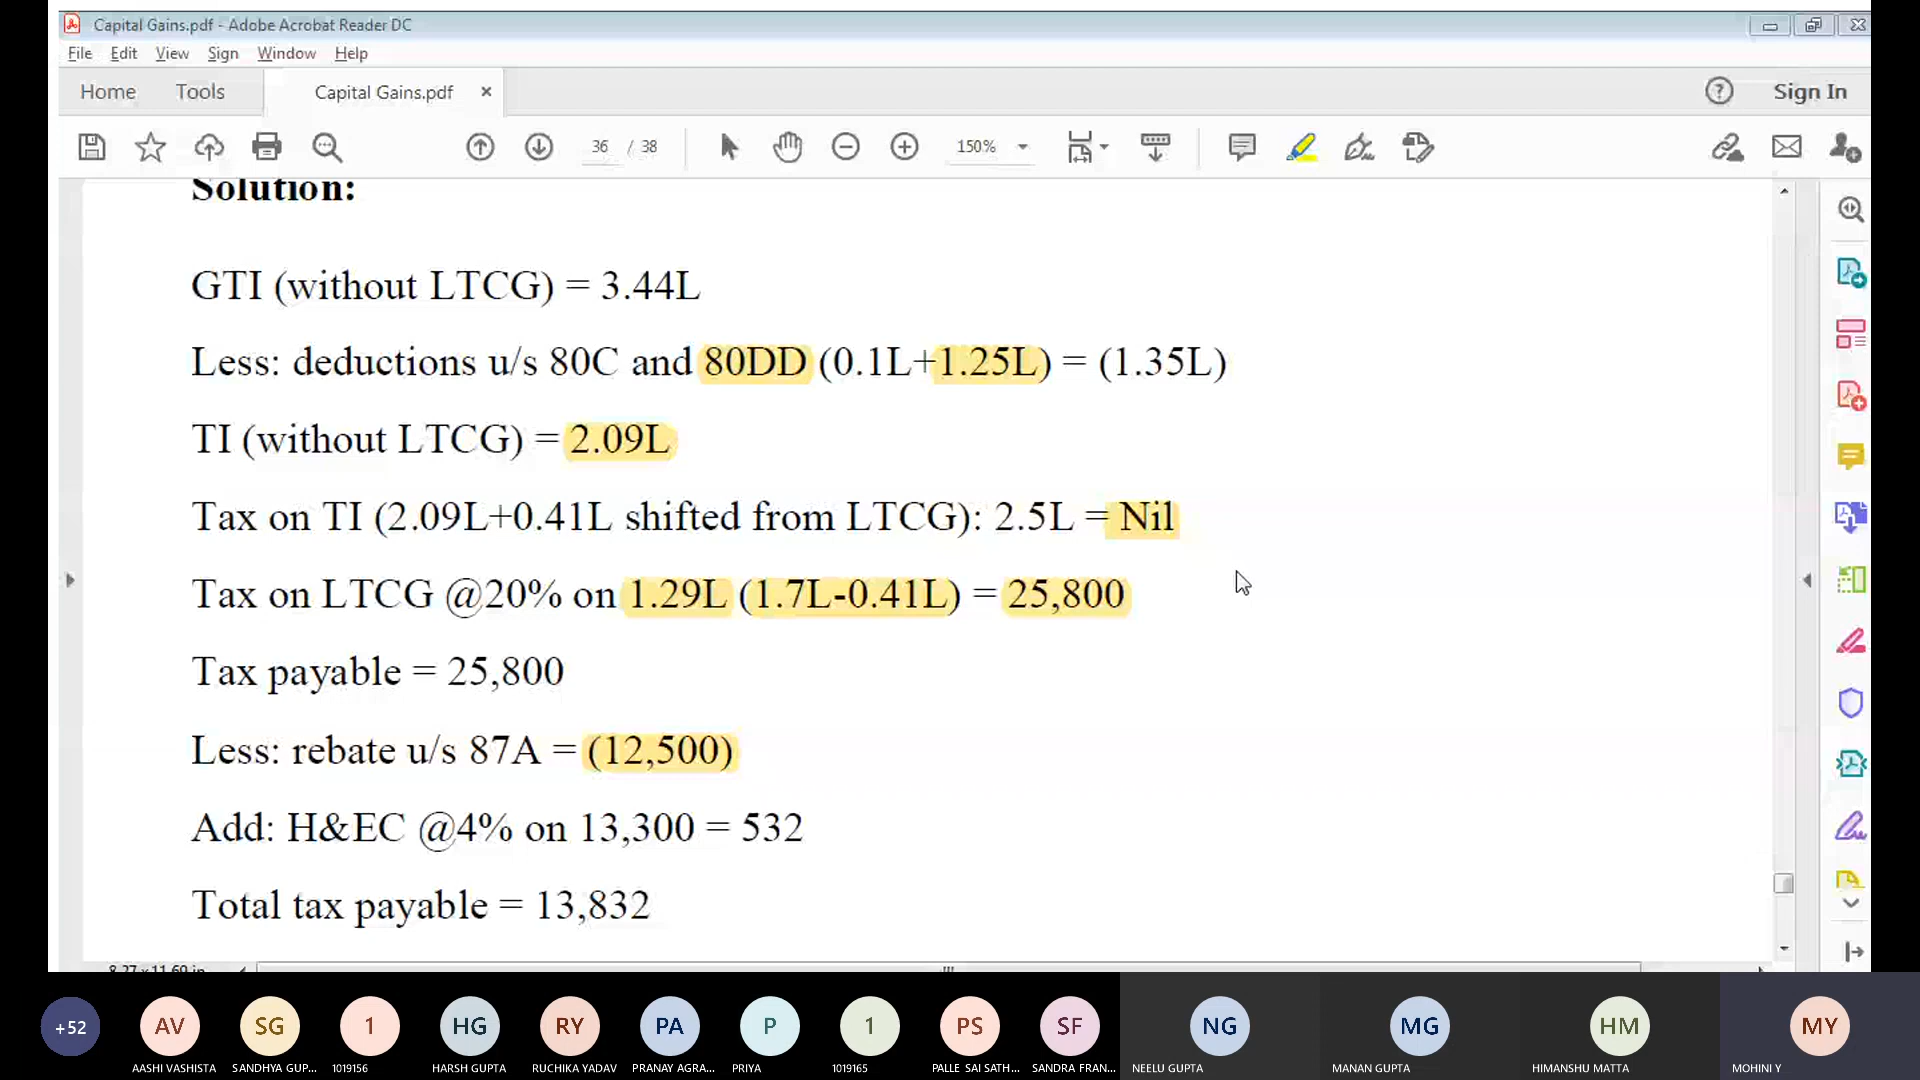 Capital Gains.pdf - Adobe Acrobat Reader DC
File Edit View Sign Window Help
Home Tools Capital Gains.pdf × Sign In
36 / 38 150%
Solution:
GTI (without LTCG) = 3.44L
Less: deductions u/s 80C and 80DD (0.1L+1.25L) = (1.35L)
TI (without LTCG) = 2.09L
Tax on TI (2.09L+0.41L shifted from LTCG): 2.5L = Nil
Tax on LTCG @20% on 1.29L (1.7L-0.41L) = 25,800
Tax payable = 25,800
Less: rebate u/s 87A = (12,500)
Add: H&EC @4% on 13,300 = 532
Total tax payable = 13,832
8.27 x 11.69 in
+52 AV SG 1 HG RY PA P 1 PS SF NG MG HM MY
AASHI VASHISTA SANDHYA GUP... 1019156 HARSH GUPTA RUCHIKA YADAV PRANAY AGRA... PRIYA 1019165 PALLE SAI SATH... SANDRA FRAN... NEELU GUPTA MANAN GUPTA HIMANSHU MATTA MOHINI Y